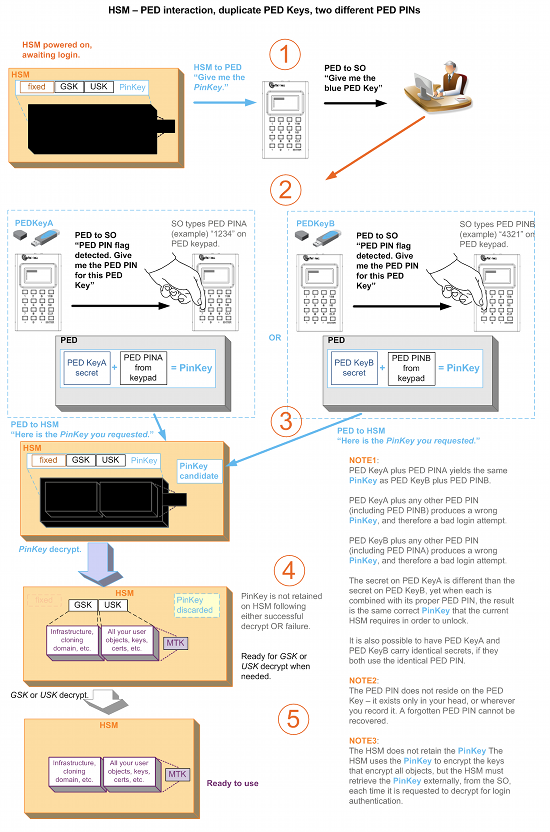 HSM – PED interaction, duplicate PED Keys, two different PED PINs
HSM powered on,
awaiting login.
1
HSM
fixed GSK USK PinKey
HSM to PED
“Give me the
PinKey.”
PED to SO
“Give me the
blue PED Key”
2
PEDKeyA
PED to SO
“PED PIN flag
detected. Give
me the PED PIN
for this PED
Key”
SO types PED PINA
(example) “1234” on
PED keypad.
PED
PED KeyA
secret
+
PED PINA
from
keypad
= PinKey
OR
PEDKeyB
PED to SO
“PED PIN flag
detected. Give
me the PED PIN
for this PED
Key”
SO types PED PINB
(example) “4321” on
PED keypad.
PED
PED KeyB
secret
+
PED PINB
from
keypad
= PinKey
3
PED to HSM
“Here is the PinKey you requested.”
PED to HSM
“Here is the PinKey you requested.”
HSM
fixed GSK USK PinKey
PinKey
candidate
PinKey decrypt.
4
HSM
GSK USK
PinKey
discarded
Infrastructure,
cloning
domain, etc.
All your user
objects, keys,
certs, etc.
MTK
PinKey is not retained
on HSM following
either successful
decrypt OR failure.
Ready for GSK or
USK decrypt when
needed.
GSK or USK decrypt.
5
HSM
Infrastructure,
cloning
domain, etc.
All your user
objects, keys,
certs, etc.
MTK
Ready to use
NOTE1:
PED KeyA plus PED PINA yields the same
PinKey as PED KeyB plus PED PINB.
PED KeyA plus any other PED PIN
(including PED PINB) produces a wrong
PinKey, and therefore a bad login attempt.
PED KeyB plus any other PED PIN
(including PED PINA) produces a wrong
PinKey, and therefore a bad login attempt.
The secret on PED KeyA is different than the
secret on PED KeyB, yet when each is
combined with its proper PED PIN, the result
is the same correct PinKey that the current
HSM requires in order to unlock.
It is also possible to have PED KeyA and
PED KeyB carry identical secrets, if they
both use the identical PED PIN.
NOTE2:
The PED PIN does not reside on the PED
Key – it exists only in your head, or wherever
you record it. A forgotten PED PIN cannot be
recovered.
NOTE3:
The HSM does not retain the PinKey The
HSM uses the PinKey to encrypt the keys
that encrypt all objects, but the HSM must
retrieve the PinKey externally, from the SO,
each time it is requested to decrypt for login
authentication.